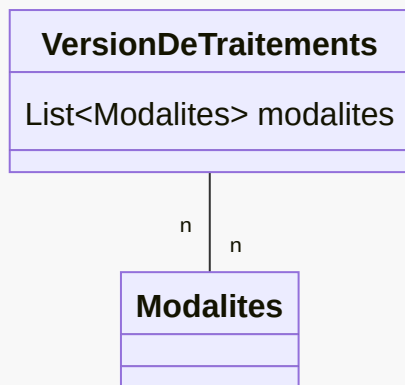 VersionDeTraitements
List<Modalites> modalites
n
n
Modalites